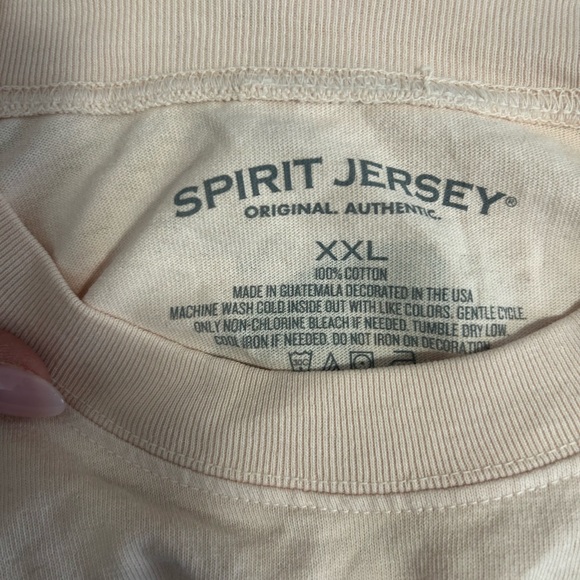 SPIRIT JERSEY®
ORIGINAL. AUTHENTIC.
XXL
100% COTTON
MADE IN GUATEMALA DECORATED IN THE USA
MACHINE WASH COLD INSIDE OUT WITH LIKE COLORS. GENTLE CYCLE.
ONLY NON-CHLORINE BLEACH IF NEEDED. TUMBLE DRY LOW.
COOL IRON IF NEEDED. DO NOT IRON ON DECORATION.